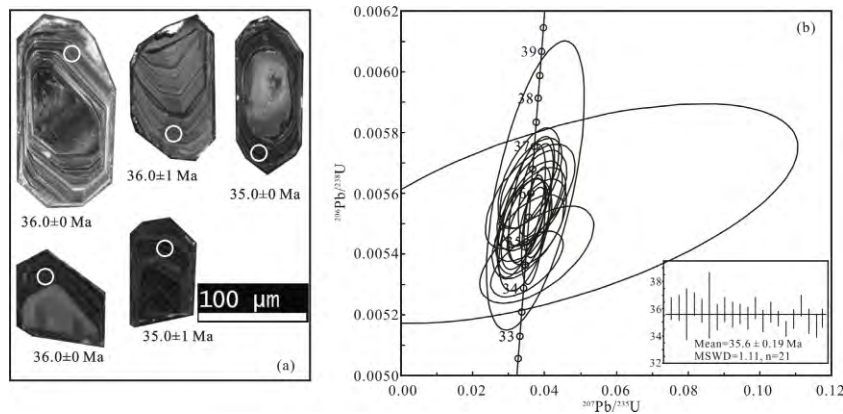 36.0±0 Ma
36.0±1 Ma
35.0±0 Ma
36.0±0 Ma
35.0±1 Ma
100 μm
(a)
(b)
0.0062
0.0060
0.0058
0.0056
0.0054
0.0052
0.0050
²⁰⁶Pb/²³⁸U
39
38
37
36
35
34
33
0.00
0.02
0.04
0.06
0.08
0.10
0.12
²⁰⁷Pb/²³⁵U
38
36
34
32
Mean=35.6 ± 0.19 Ma
MSWD=1.11, n=21